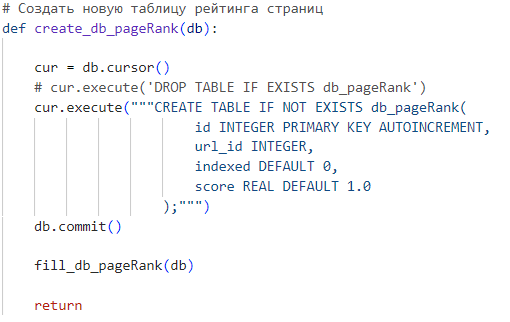 # Создать новую таблицу рейтинга страниц
def create_db_pageRank(db):
cur = db.cursor()
# cur.execute('DROP TABLE IF EXISTS db_pageRank')
cur.execute("""CREATE TABLE IF NOT EXISTS db_pageRank(
id INTEGER PRIMARY KEY AUTOINCREMENT,
url_id INTEGER,
indexed DEFAULT 0,
score REAL DEFAULT 1.0
);""")
db.commit()
fill_db_pageRank(db)
return